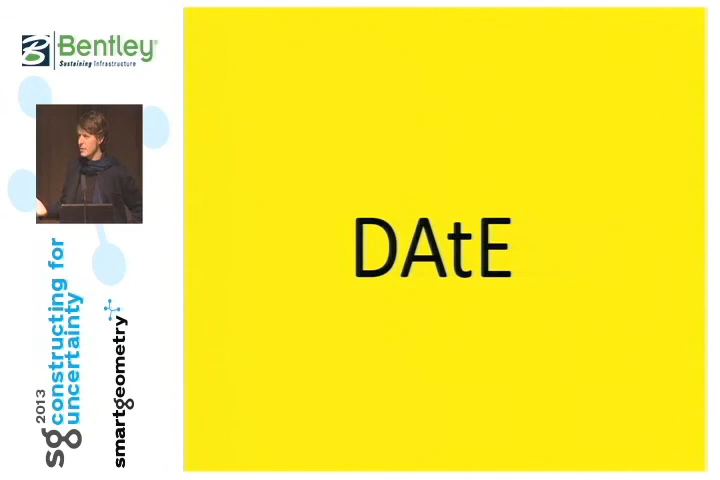 Bentley®
Sustaining Infrastructure
DAtE
sg 2013
constructing for
uncertainty
smartgeometry